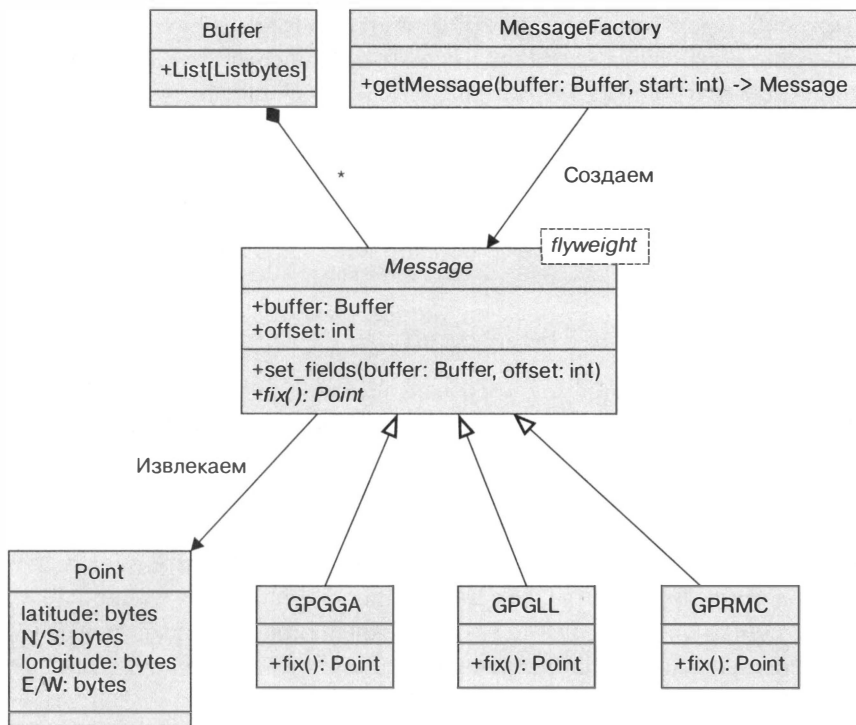 Buffer
+List[Listbytes]
MessageFactory
+getMessage(buffer: Buffer, start: int) -> Message
*
Создаем
flyweight
Message
+buffer: Buffer
+offset: int
+set_fields(buffer: Buffer, offset: int)
+fix(): Point
Извлекаем
Point
latitude: bytes
N/S: bytes
longitude: bytes
E/W: bytes
GPGGA
+fix(): Point
GPGLL
+fix(): Point
GPRMC
+fix(): Point